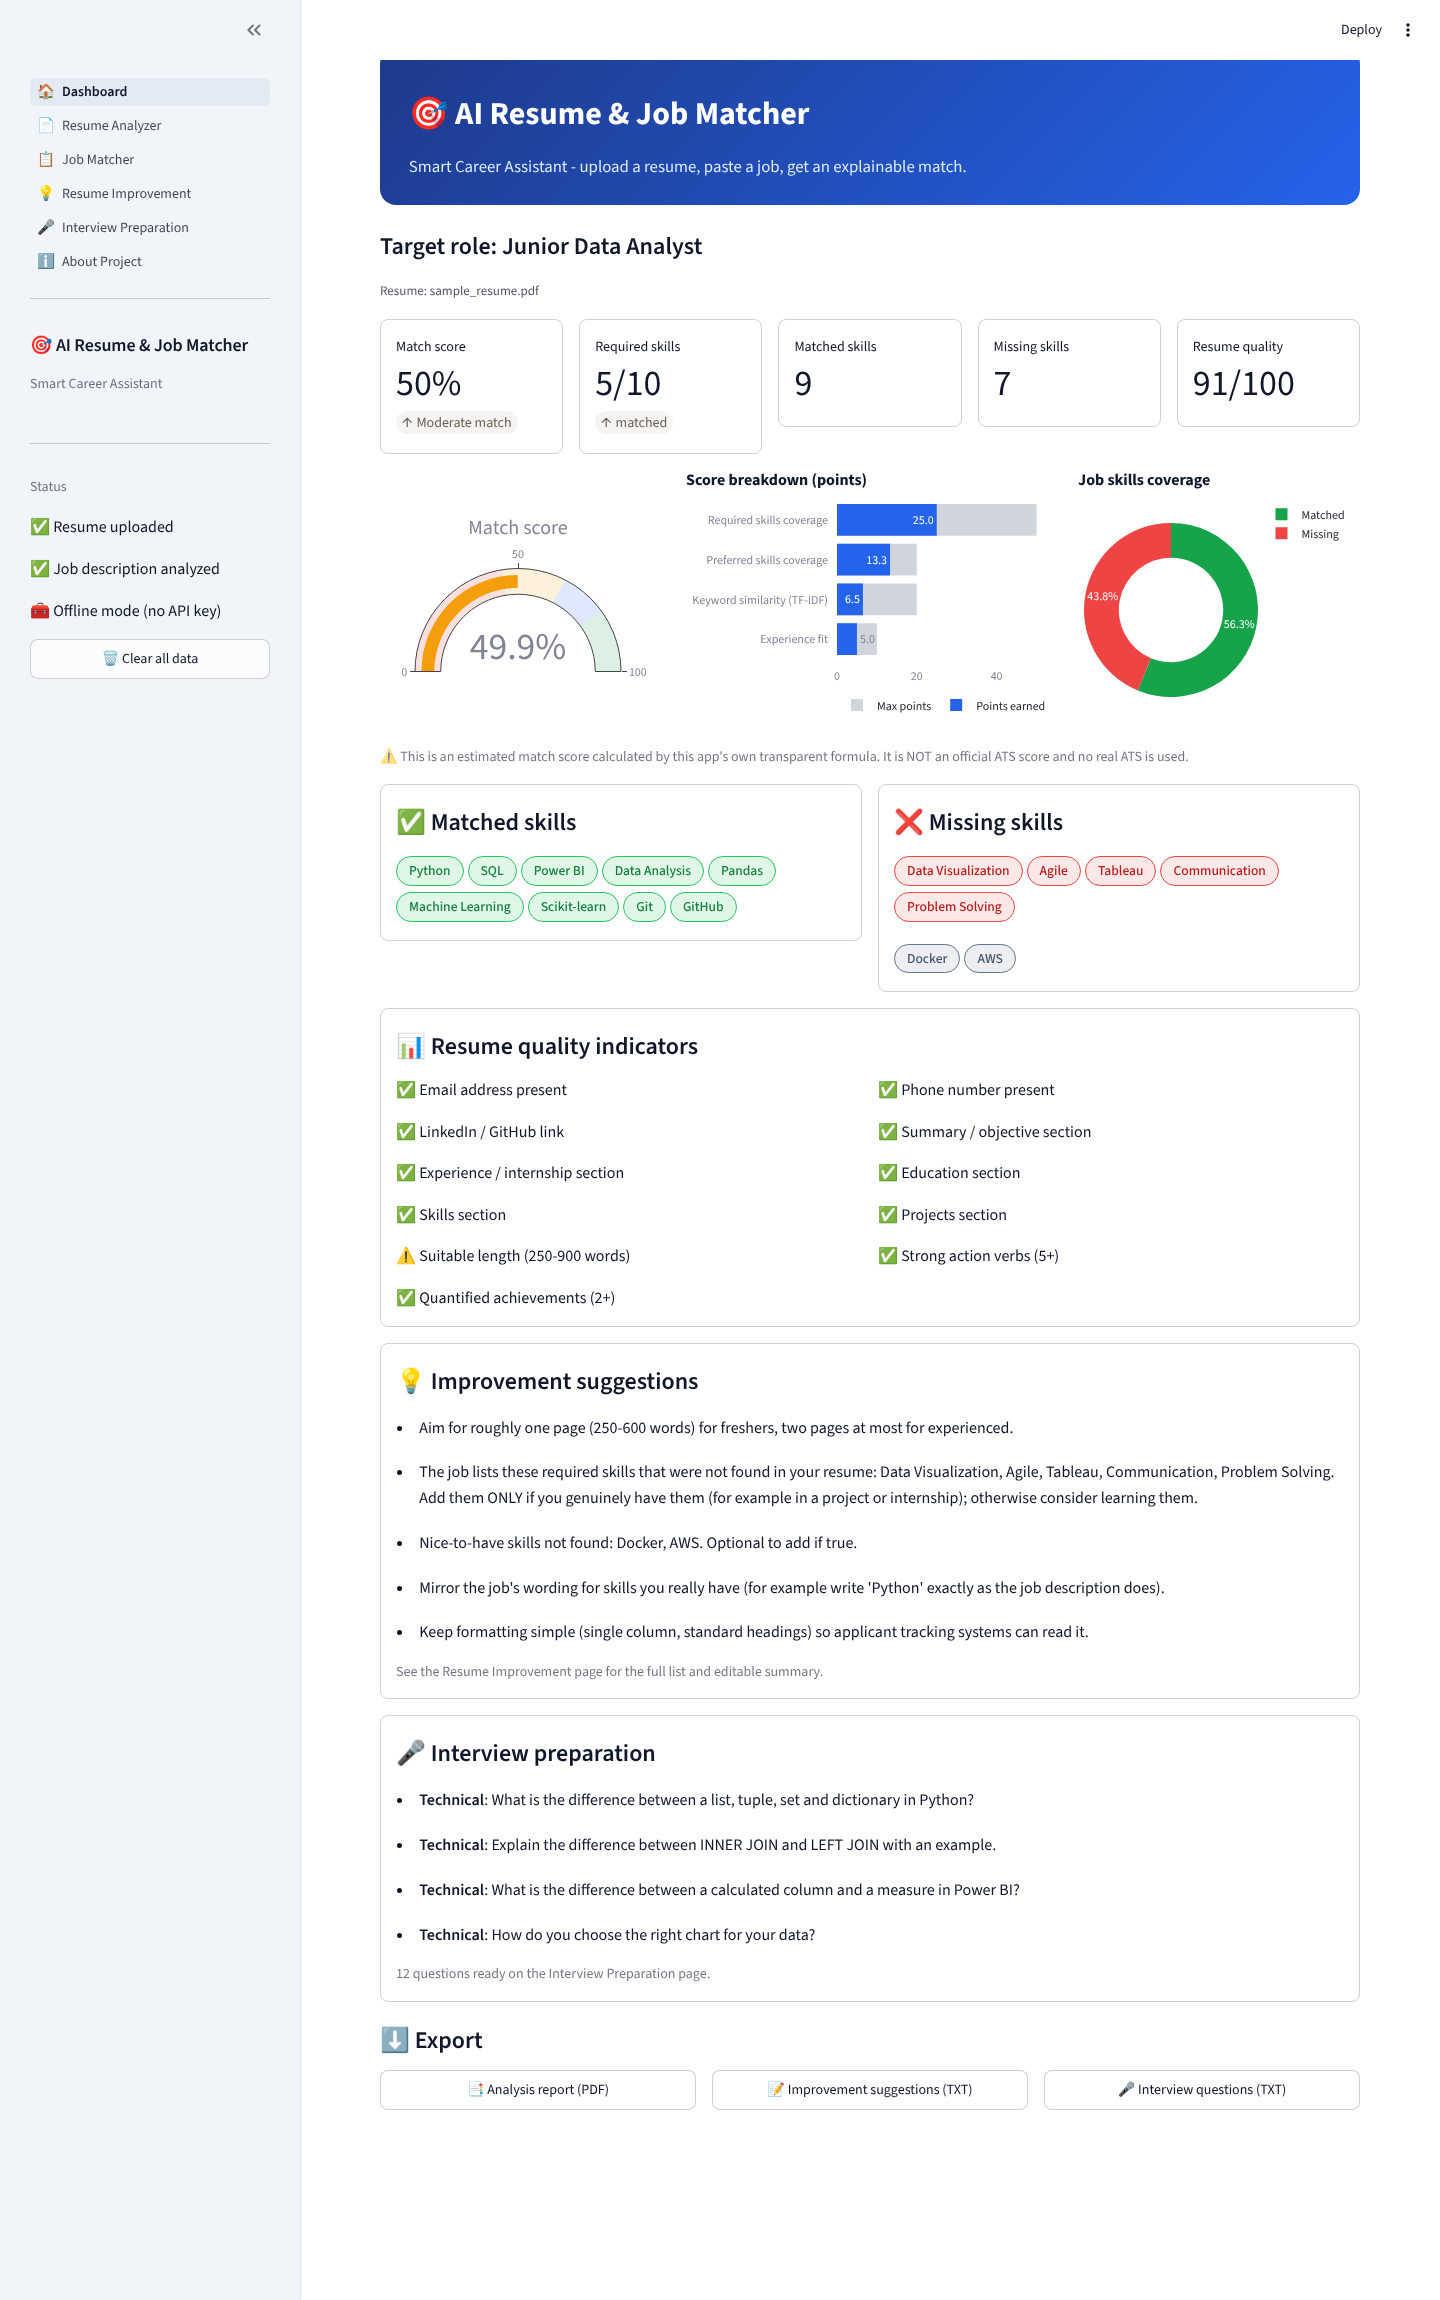 Deploy
Dashboard
Resume Analyzer
Job Matcher
Resume Improvement
Interview Preparation
About Project
AI Resume & Job Matcher
Smart Career Assistant
Status
Resume uploaded
Job description analyzed
Offline mode (no API key)
Clear all data
AI Resume & Job Matcher
Smart Career Assistant - upload a resume, paste a job, get an explainable match.
Target role: Junior Data Analyst
Resume: sample_resume.pdf
Match score
50%
↑ Moderate match
Required skills
5/10
↑ matched
Matched skills
9
Missing skills
7
Resume quality
91/100
Match score
50
0
49.9%
100
Score breakdown (points)
Required skills coverage
25.0
Preferred skills coverage
13.3
Keyword similarity (TF-IDF)
6.5
Experience fit
5.0
0 20 40
Max points
Points earned
Job skills coverage
Matched
Missing
43.8%
56.3%
⚠️ This is an estimated match score calculated by this app's own transparent formula. It is NOT an official ATS score and no real ATS is used.
Matched skills
Python SQL Power BI Data Analysis Pandas
Machine Learning Scikit-learn Git GitHub
Missing skills
Data Visualization Agile Tableau Communication
Problem Solving
Docker AWS
Resume quality indicators
Email address present
Phone number present
LinkedIn / GitHub link
Summary / objective section
Experience / internship section
Education section
Skills section
Projects section
Suitable length (250-900 words)
Strong action verbs (5+)
Quantified achievements (2+)
Improvement suggestions
• Aim for roughly one page (250-600 words) for freshers, two pages at most for experienced.
• The job lists these required skills that were not found in your resume: Data Visualization, Agile, Tableau, Communication, Problem Solving.
Add them ONLY if you genuinely have them (for example in a project or internship); otherwise consider learning them.
• Nice-to-have skills not found: Docker, AWS. Optional to add if true.
• Mirror the job's wording for skills you really have (for example write 'Python' exactly as the job description does).
• Keep formatting simple (single column, standard headings) so applicant tracking systems can read it.
See the Resume Improvement page for the full list and editable summary.
Interview preparation
• Technical: What is the difference between a list, tuple, set and dictionary in Python?
• Technical: Explain the difference between INNER JOIN and LEFT JOIN with an example.
• Technical: What is the difference between a calculated column and a measure in Power BI?
• Technical: How do you choose the right chart for your data?
12 questions ready on the Interview Preparation page.
Export
Analysis report (PDF)
Improvement suggestions (TXT)
Interview questions (TXT)